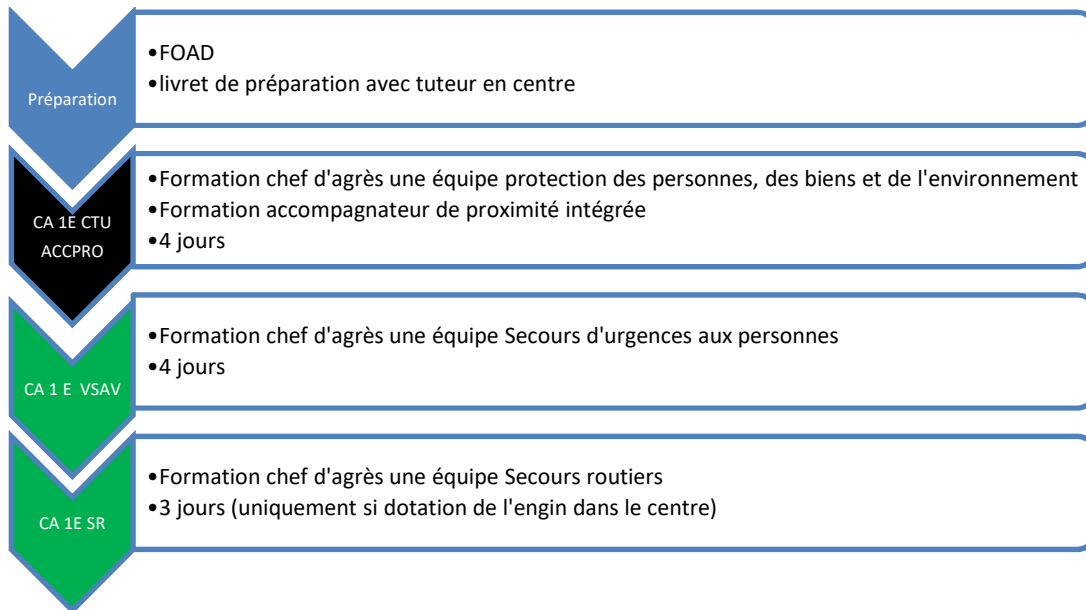 Préparation
•FOAD
•livret de préparation avec tuteur en centre
CA 1E CTU
ACCPRO
•Formation chef d'agrès une équipe protection des personnes, des biens et de l'environnement
•Formation accompagnateur de proximité intégrée
•4 jours
CA 1 E  VSAV
•Formation chef d'agrès une équipe Secours d'urgences aux personnes
•4 jours
CA 1E SR
•Formation chef d'agrès une équipe Secours routiers
•3 jours (uniquement si dotation de l'engin dans le centre)